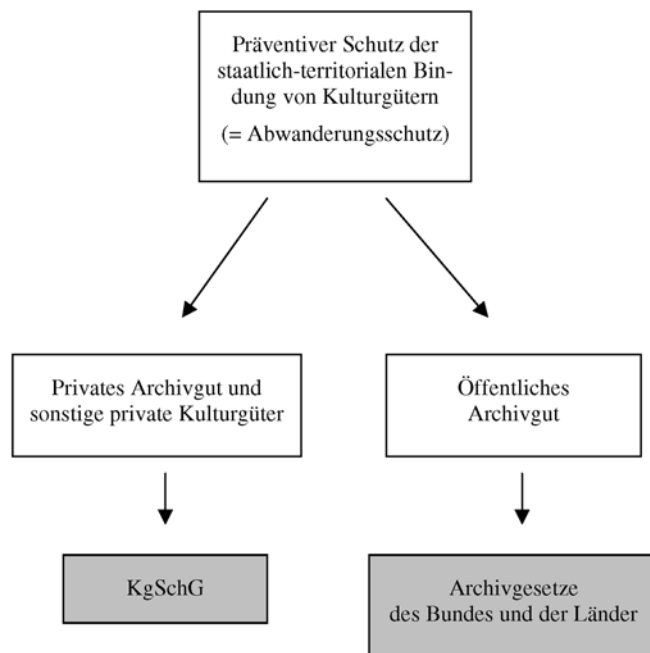 Präventiver Schutz der
staatlich-territorialen Bin-
dung von Kulturgütern
(= Abwanderungsschutz)
Privates Archivgut und
sonstige private Kulturgüter
Öffentliches
Archivgut
KgSchG
Archivgesetze
des Bundes und der Länder